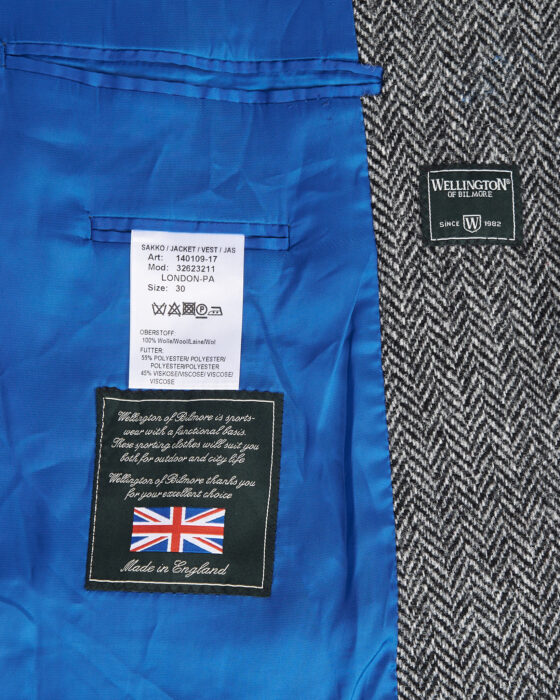 WELLINGTON®
OF BILMORE
SINCE W 1982
SAKKO / JACKET / VEST / JAS
Art: 140109-17
Mod: 32623211
LONDON-PA
Size: 30
P
OBERSTOFF:
100% Wolle/Wool/Laine/Wol
FUTTER:
55% POLYESTER/ POLYESTER/
POLYESTER/POLYESTER
45% VISKOSE/VISCOSE/ VISCOSE/
VISCOSE
Wellington of Bilmore is sports-
wear with a functional basis.
These sporting clothes will suit you
both for outdoor and city life
Wellington of Bilmore thanks you
for your excellent choice
Made in England